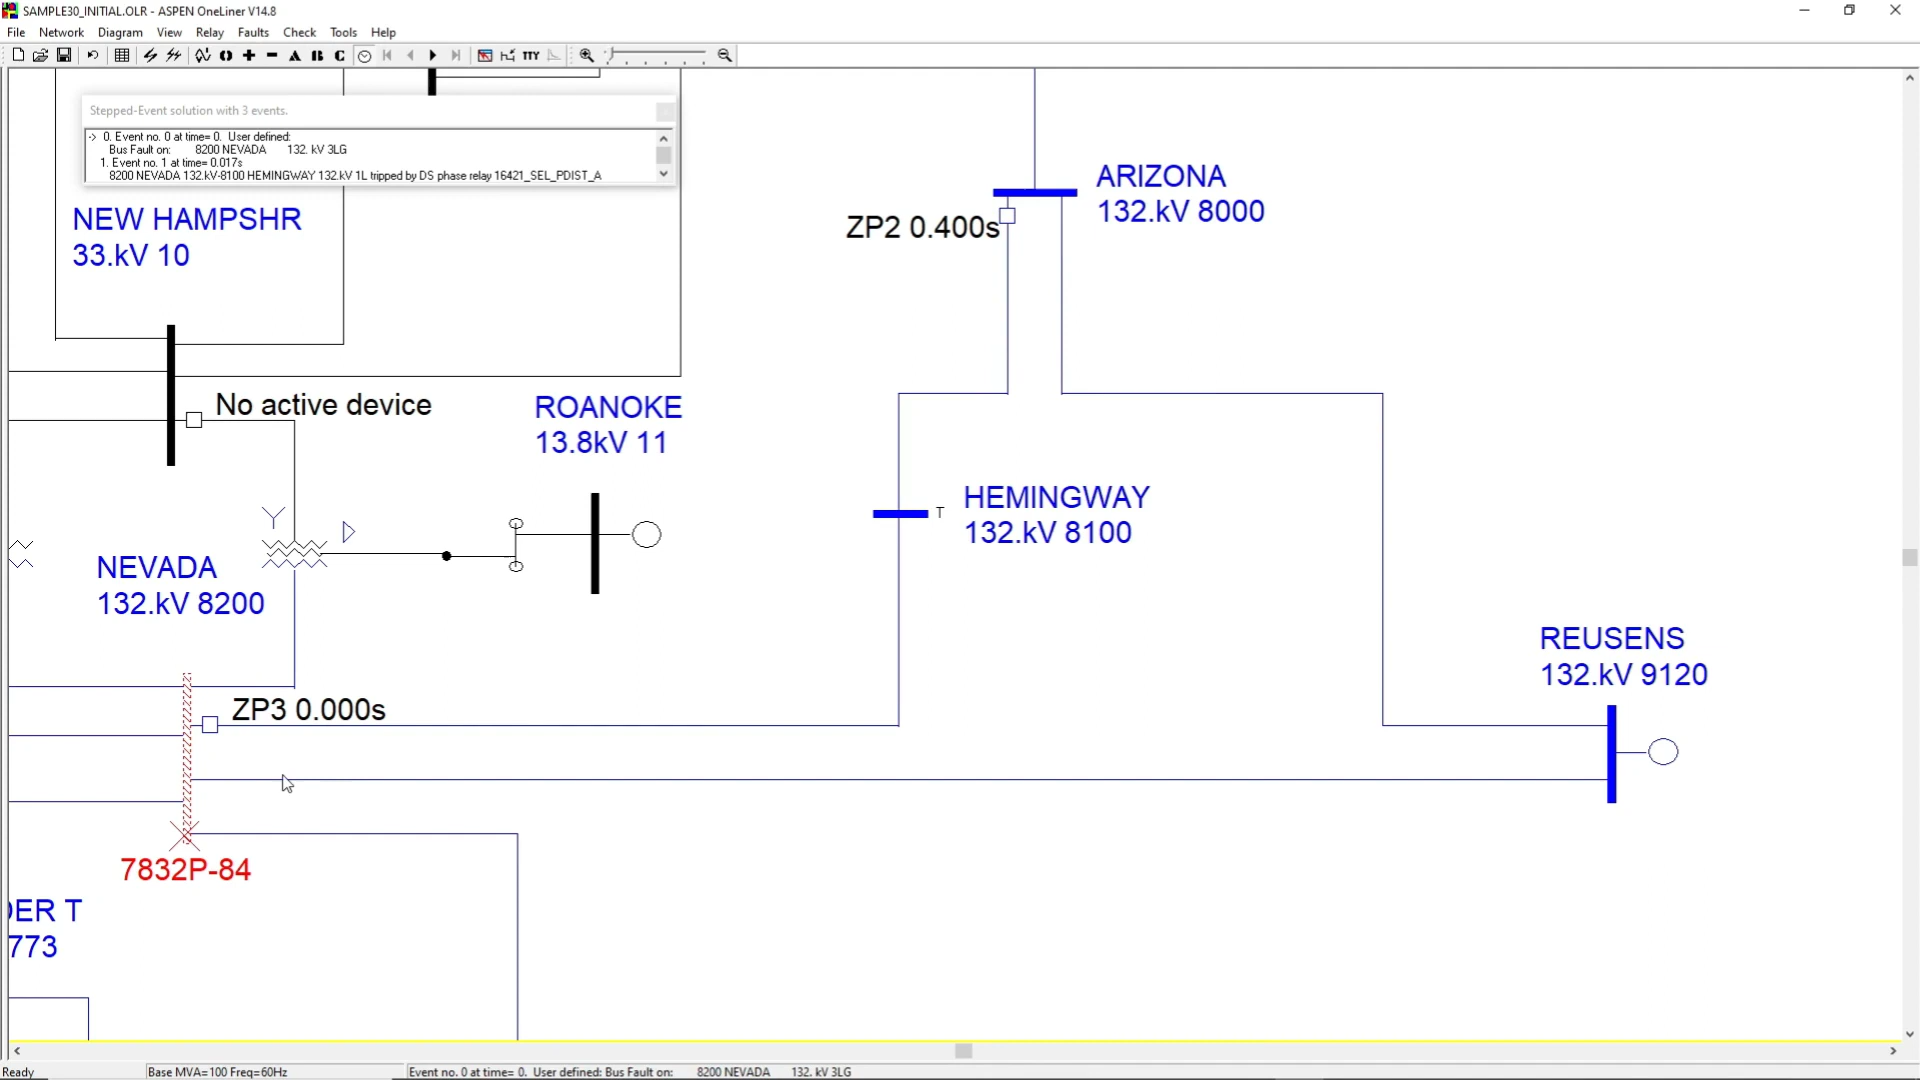 SAMPLE30_INITIAL.OLR - ASPEN OneLiner V14.8
File Network Diagram View Relay Faults Check Tools Help
TTY
Stepped-Event solution with 3 events.
-> 0. Event no. 0 at time= 0. User defined:
Bus Fault on: 8200 NEVADA 132. kV 3LG
1. Event no. 1 at time= 0.017s
8200 NEVADA 132.kV-8100 HEMINGWAY 132.kV 1L tripped by DS phase relay 16421_SEL_PDIST_A
NEW HAMPSHR
33.kV 10
ARIZONA
132.kV 8000
ZP2 0.400s
No active device
ROANOKE
13.8kV 11
HEMINGWAY
132.kV 8100
T
NEVADA
132.kV 8200
REUSENS
132.kV 9120
ZP3 0.000s
7832P-84
DER T
773
Ready Base MVA=100 Freq=60Hz Event no. 0 at time= 0. User defined: Bus Fault on: 8200 NEVADA 132. kV 3LG